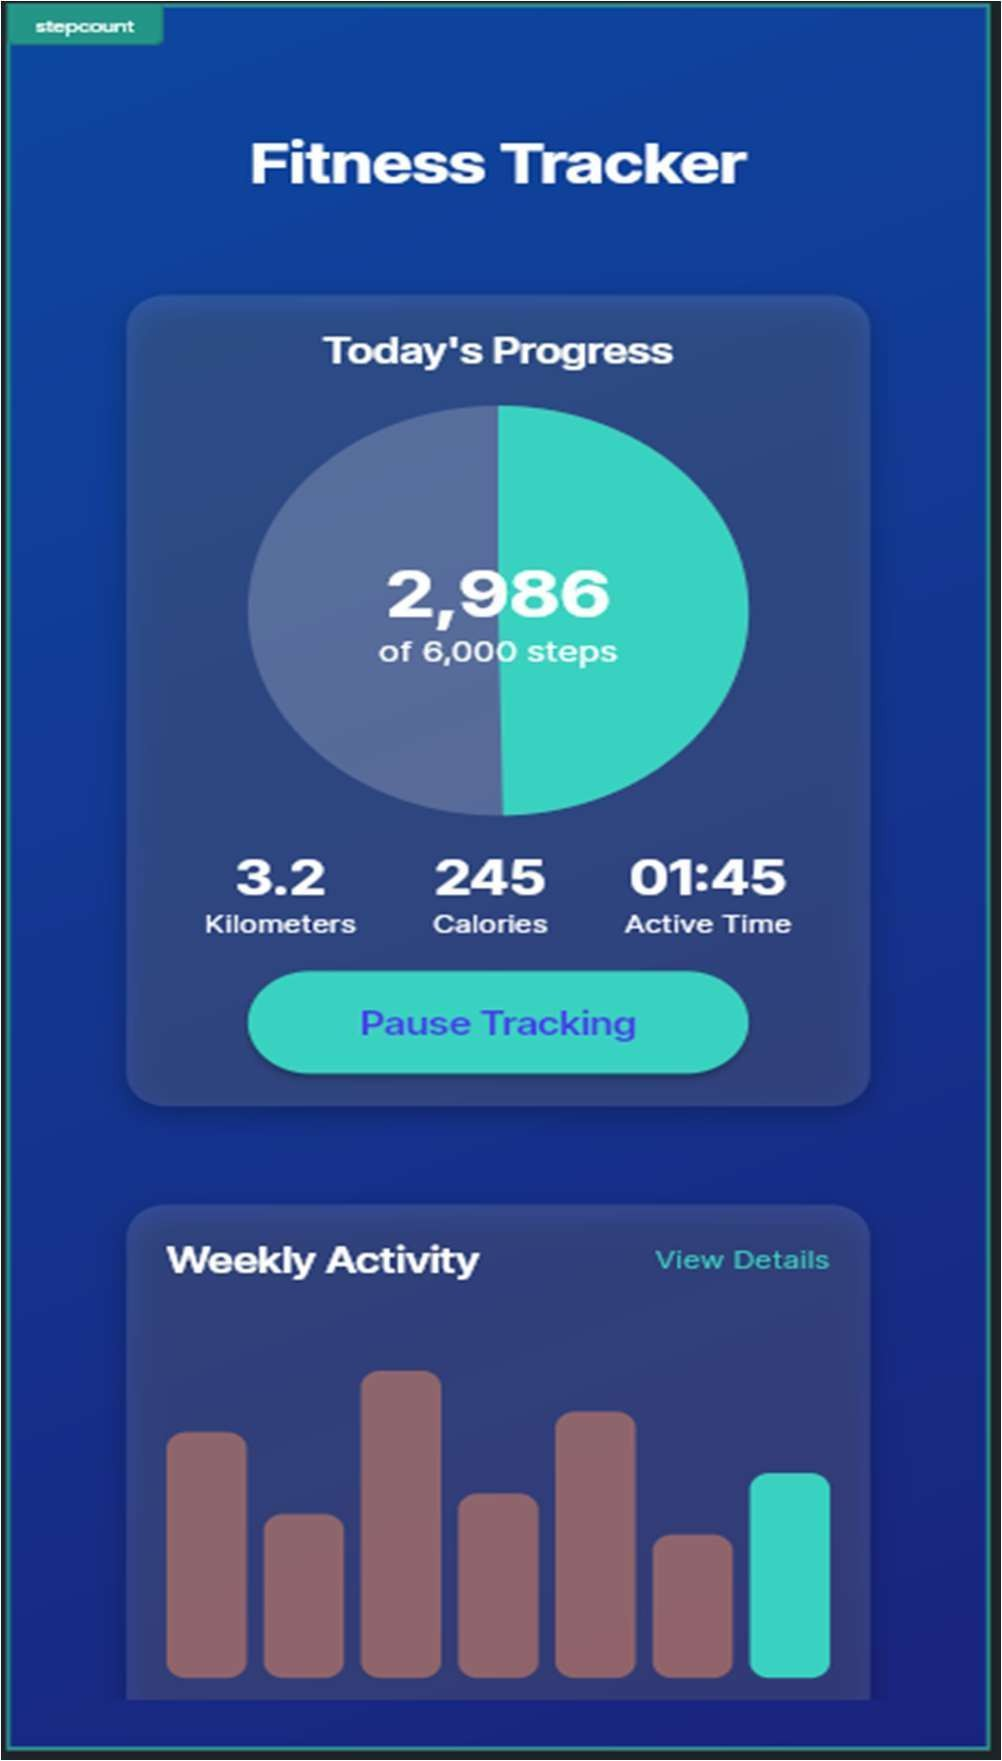 stepcount
Fitness Tracker
Today's Progress
2,986
of 6,000 steps
3.2 245 01:45
Kilometers Calories Active Time
Pause Tracking
Weekly Activity View Details